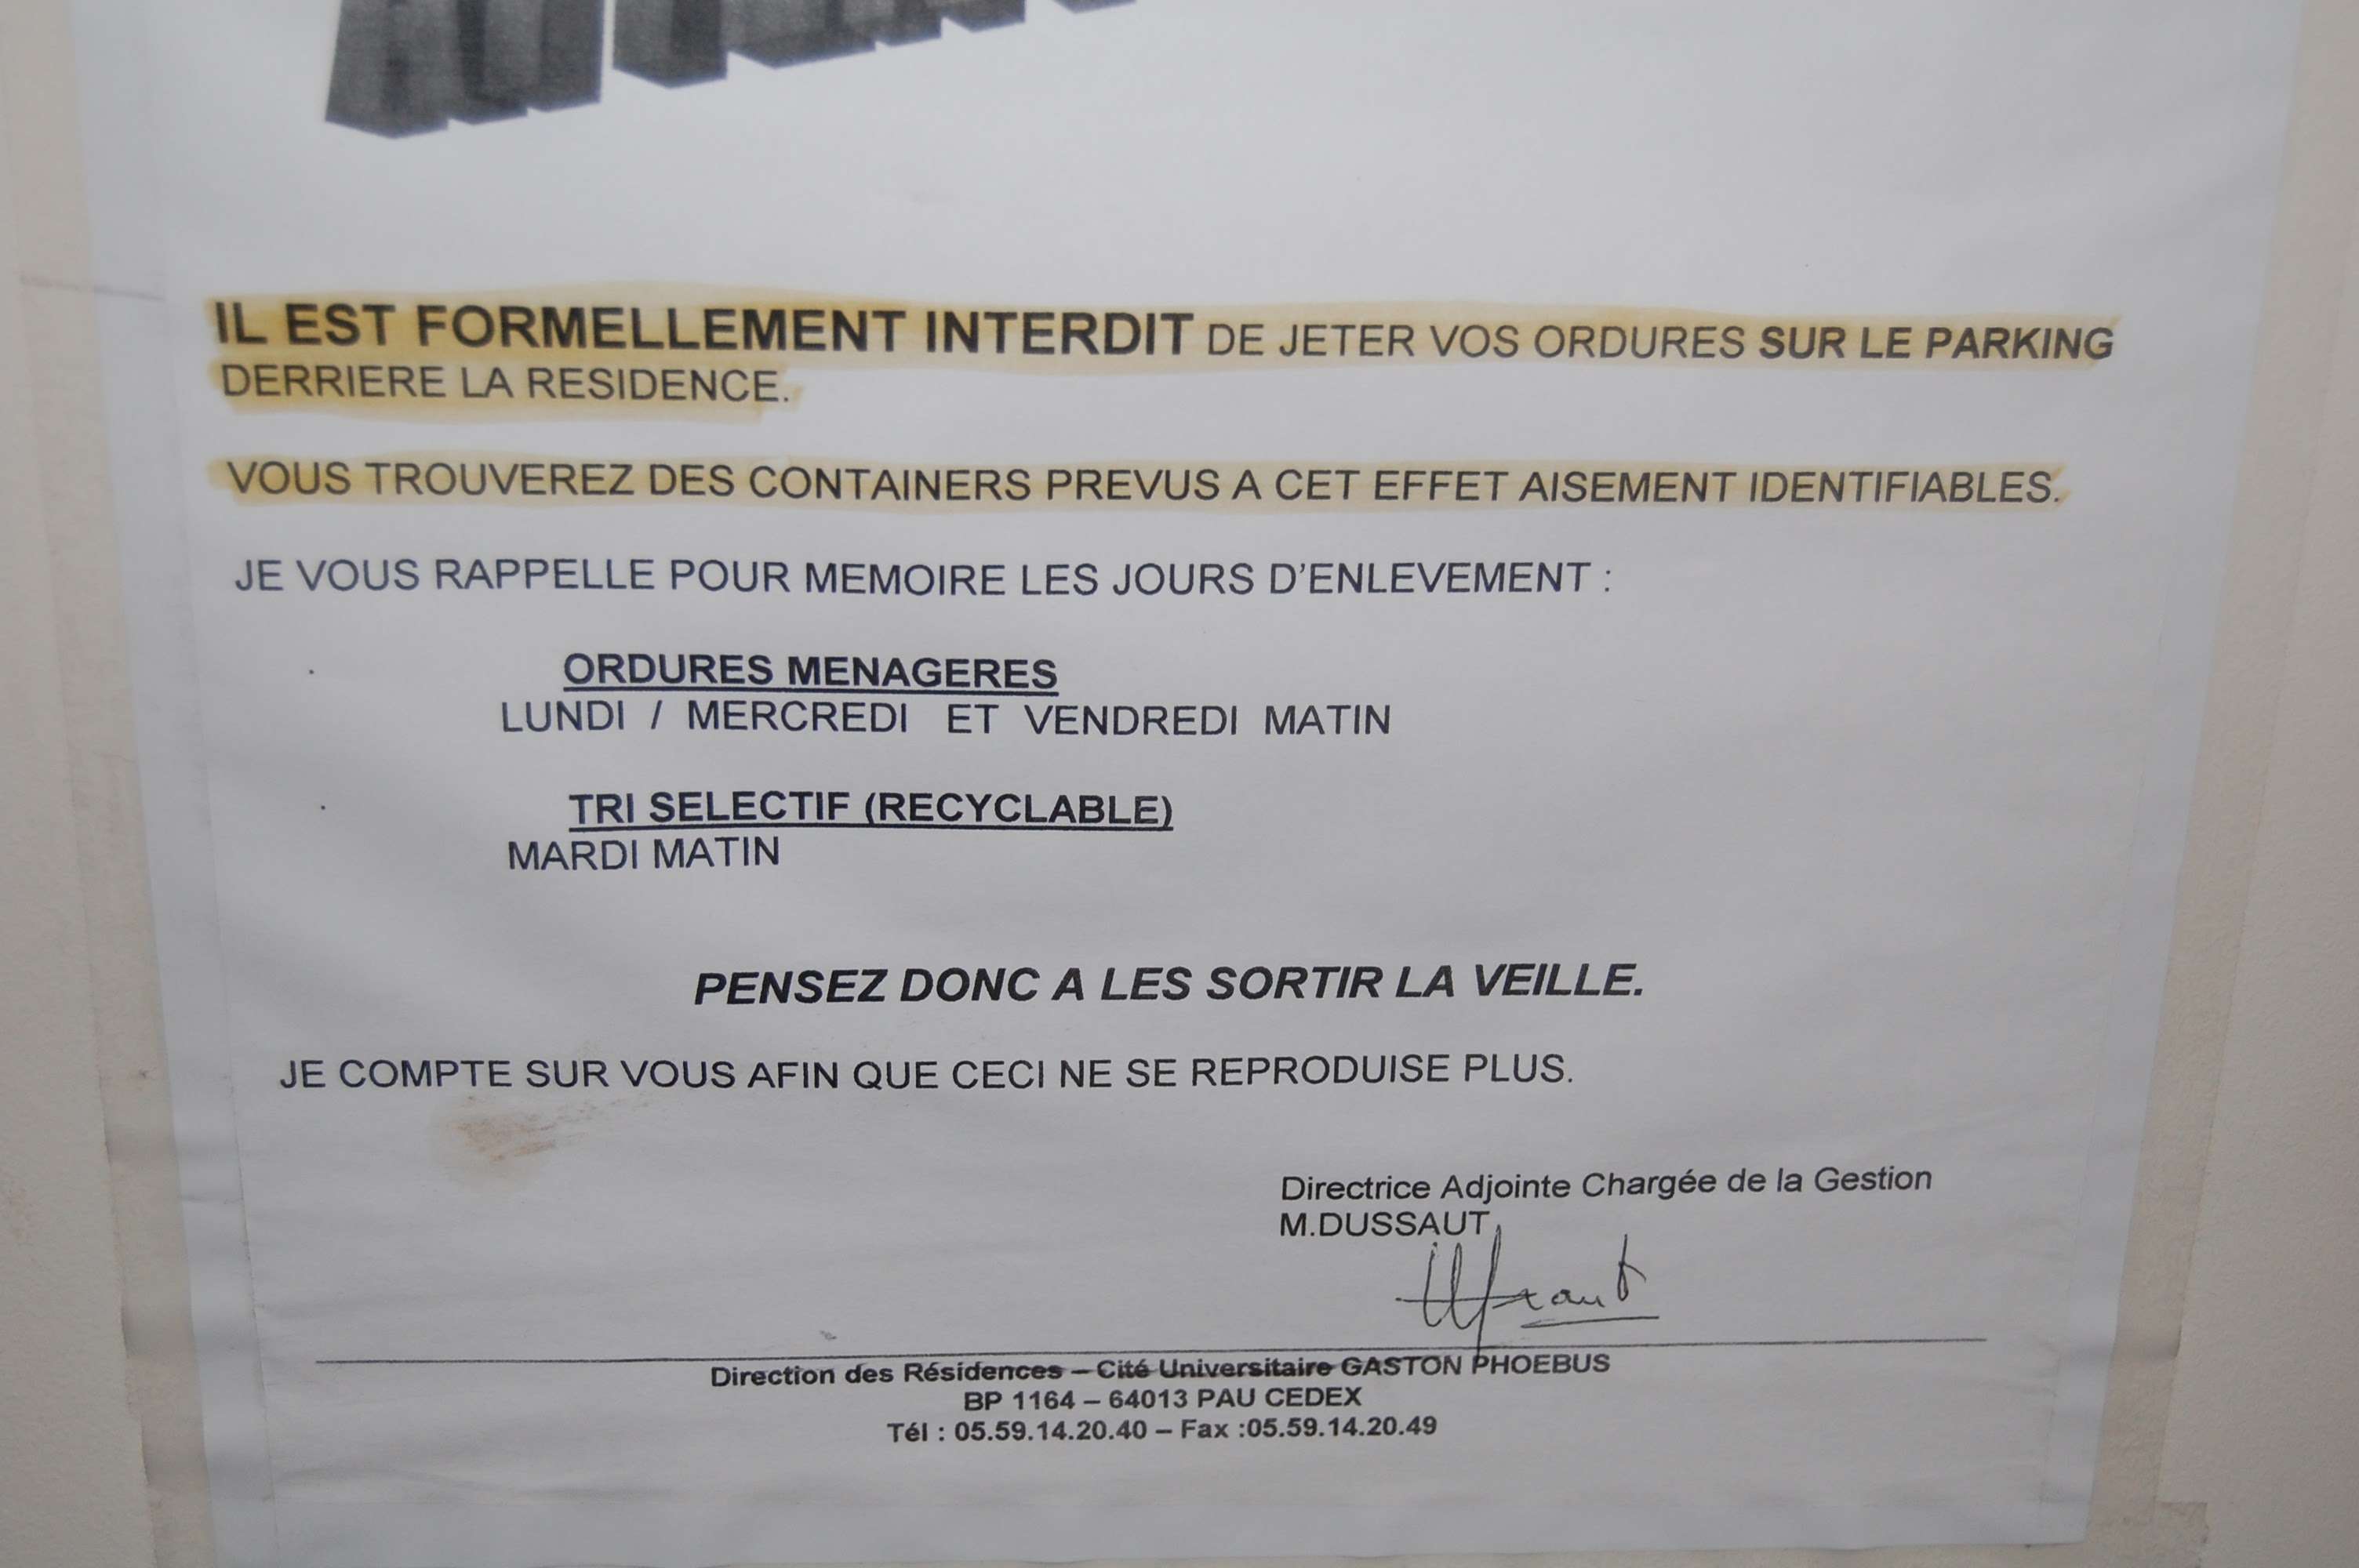 IL EST FORMELLEMENT INTERDIT DE JETER VOS ORDURES SUR LE PARKING
DERRIERE LA RESIDENCE.
VOUS TROUVEREZ DES CONTAINERS PREVUS A CET EFFET AISEMENT IDENTIFIABLES.
JE VOUS RAPPELLE POUR MEMOIRE LES JOURS D'ENLEVEMENT :
ORDURES MENAGERES
LUNDI / MERCREDI ET VENDREDI MATIN
TRI SELECTIF (RECYCLABLE)
MARDI MATIN
PENSEZ DONC A LES SORTIR LA VEILLE.
JE COMPTE SUR VOUS AFIN QUE CECI NE SE REPRODUISE PLUS.
Directrice Adjointe Chargée de la Gestion
M.DUSSAUT
Direction des Résidences – Cité Universitaire GASTON PHOEBUS
BP 1164 – 64013 PAU CEDEX
Tél : 05.59.14.20.40 – Fax :05.59.14.20.49